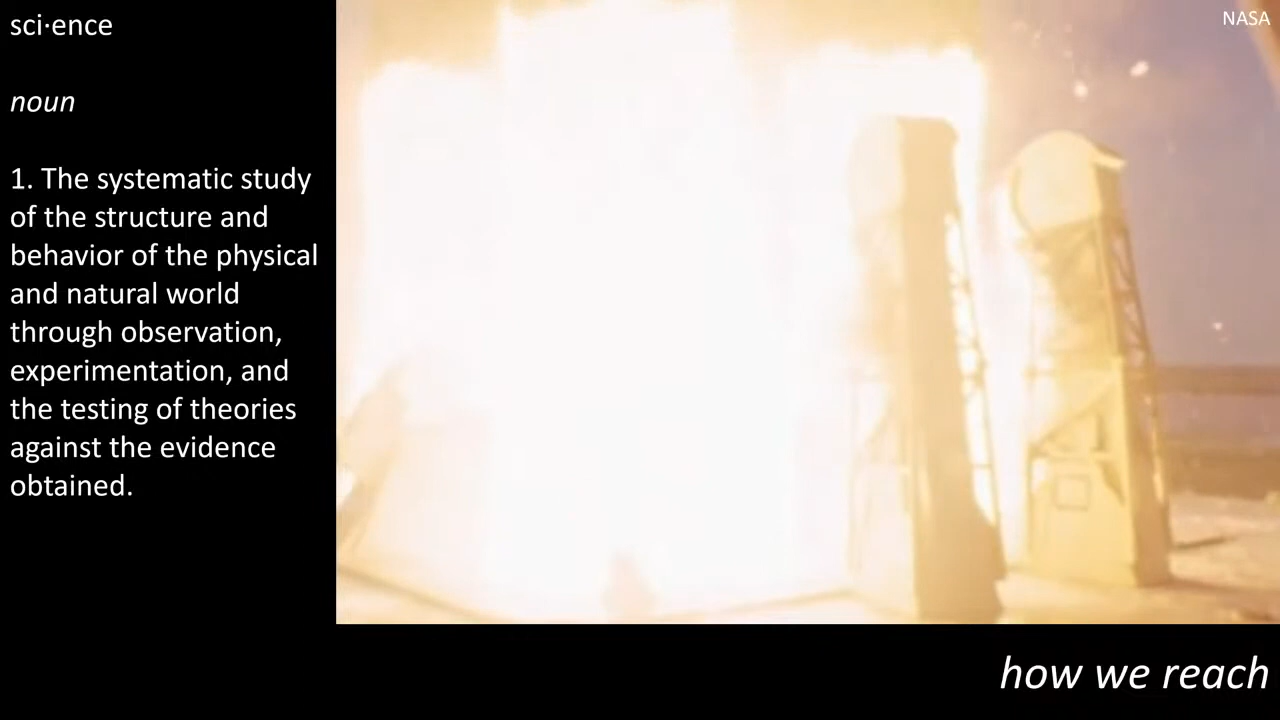 sci·ence
noun
1. The systematic study
of the structure and
behavior of the physical
and natural world
through observation,
experimentation, and
the testing of theories
against the evidence
obtained.
NASA
how we reach